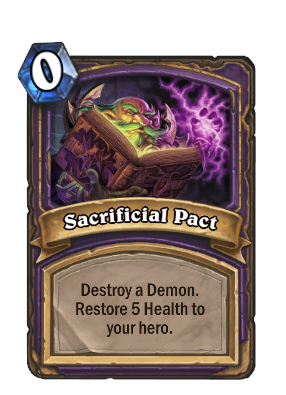 0
Sacrificial Pact
Destroy a Demon.
Restore 5 Health to
your hero.